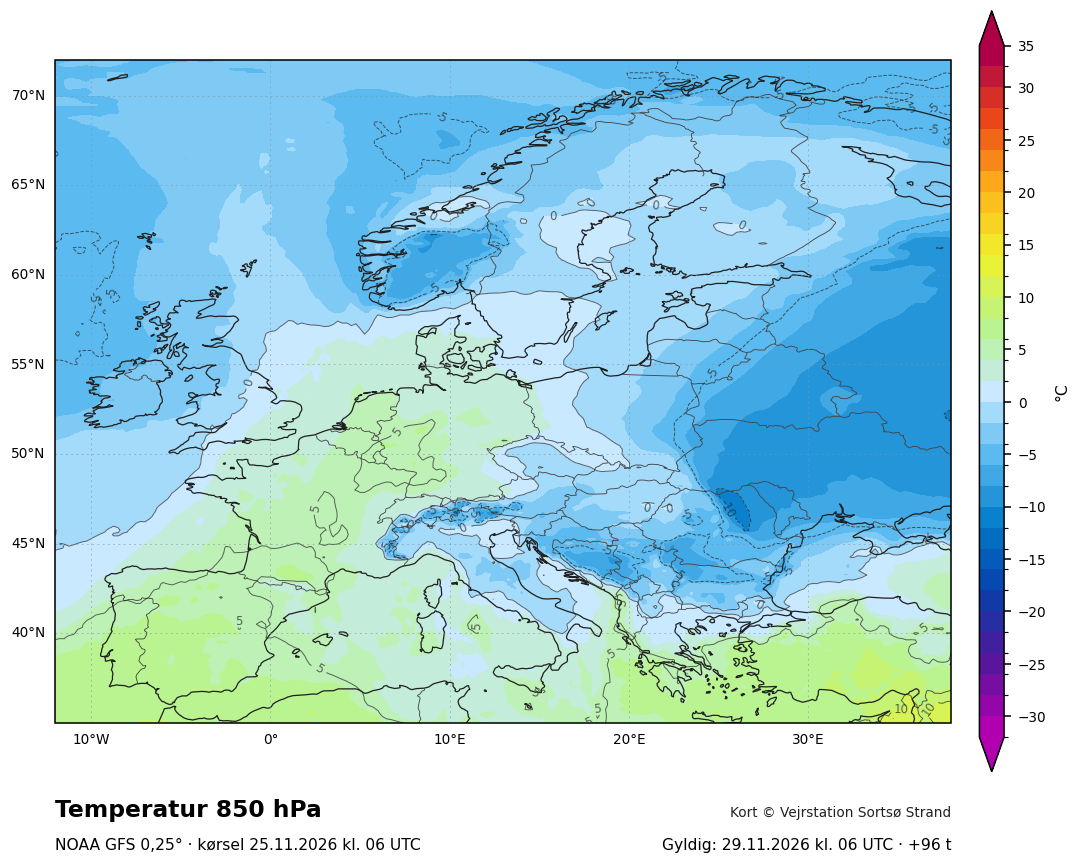 70°N
65°N
60°N
55°N
50°N
45°N
40°N
10°W 0° 10°E 20°E 30°E
35
30
25
20
15
10
5
0
−5
−10
−15
−20
−25
−30
°C
Temperatur 850 hPa
Kort © Vejrstation Sortsø Strand
NOAA GFS 0,25° · kørsel 25.11.2026 kl. 06 UTC
Gyldig: 29.11.2026 kl. 06 UTC · +96 t